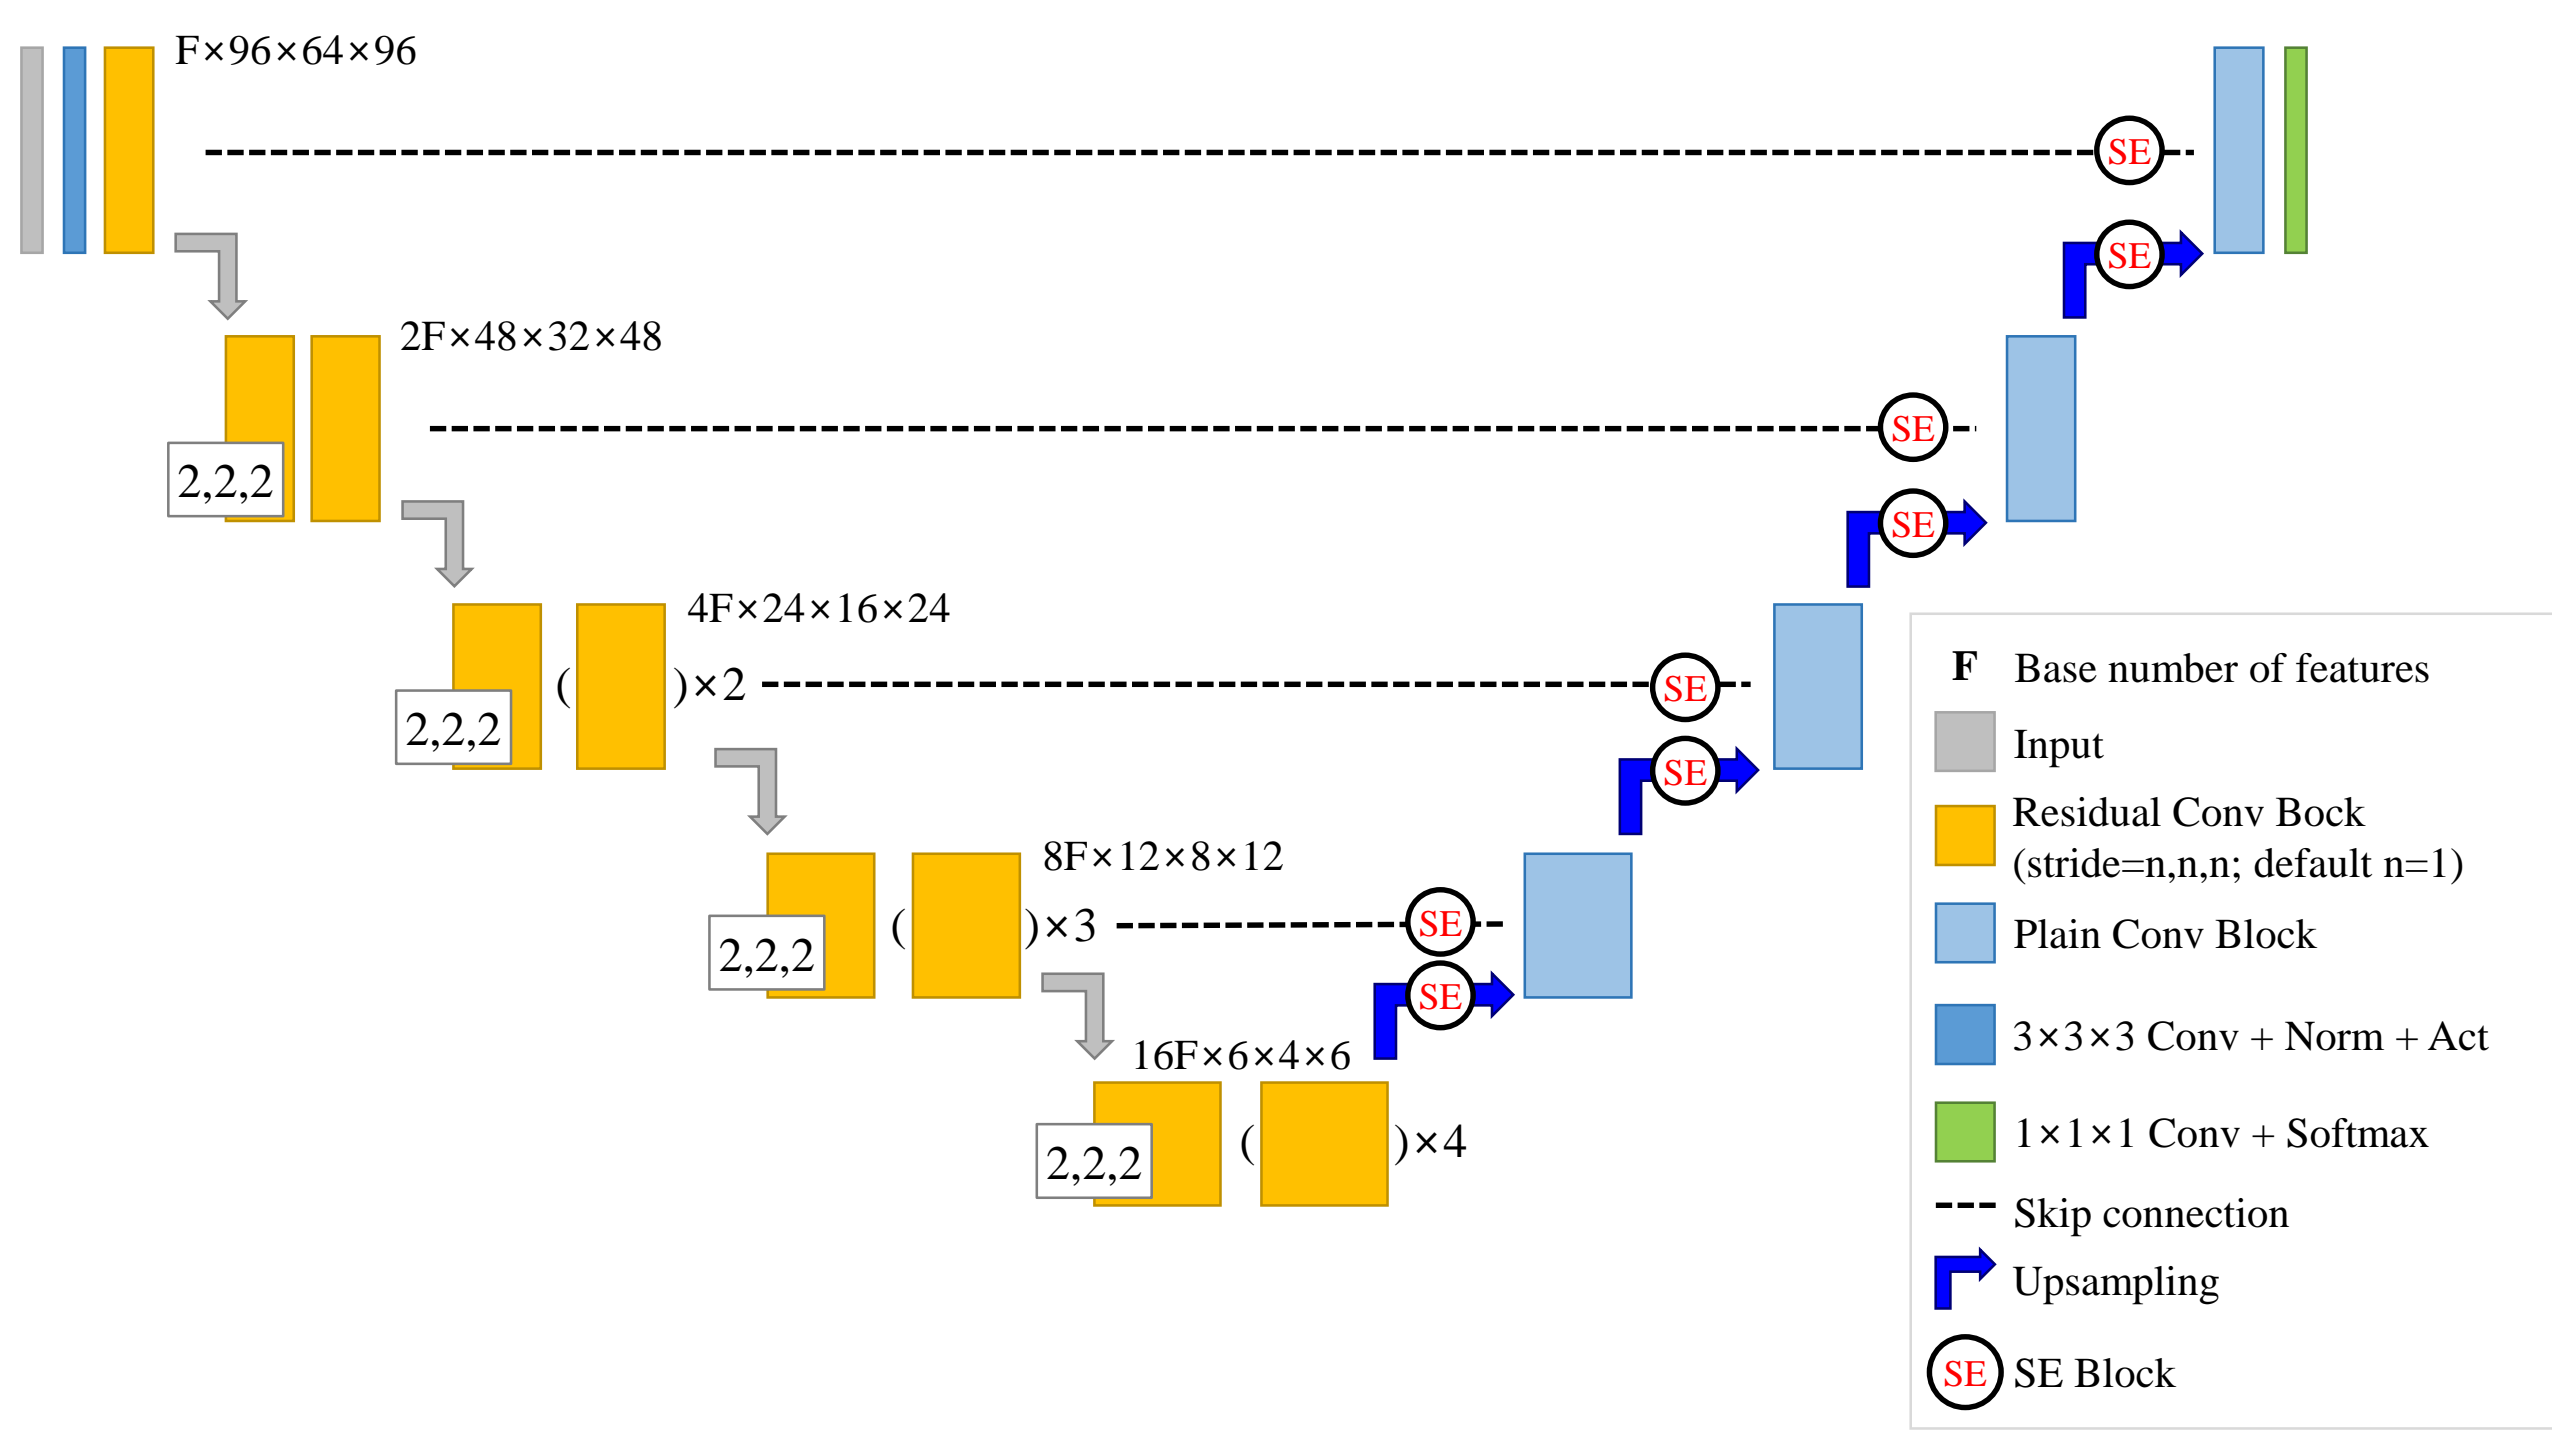 F×96×64×96
SE
SE
2F×48×32×48
SE
2,2,2
SE
4F×24×16×24
( )×2
SE
2,2,2
SE
8F×12×8×12
( )×3
SE
2,2,2
SE
16F×6×4×6
( )×4
2,2,2
F Base number of features
Input
Residual Conv Bock
(stride=n,n,n; default n=1)
Plain Conv Block
3×3×3 Conv + Norm + Act
1×1×1 Conv + Softmax
Skip connection
Upsampling
SE SE Block